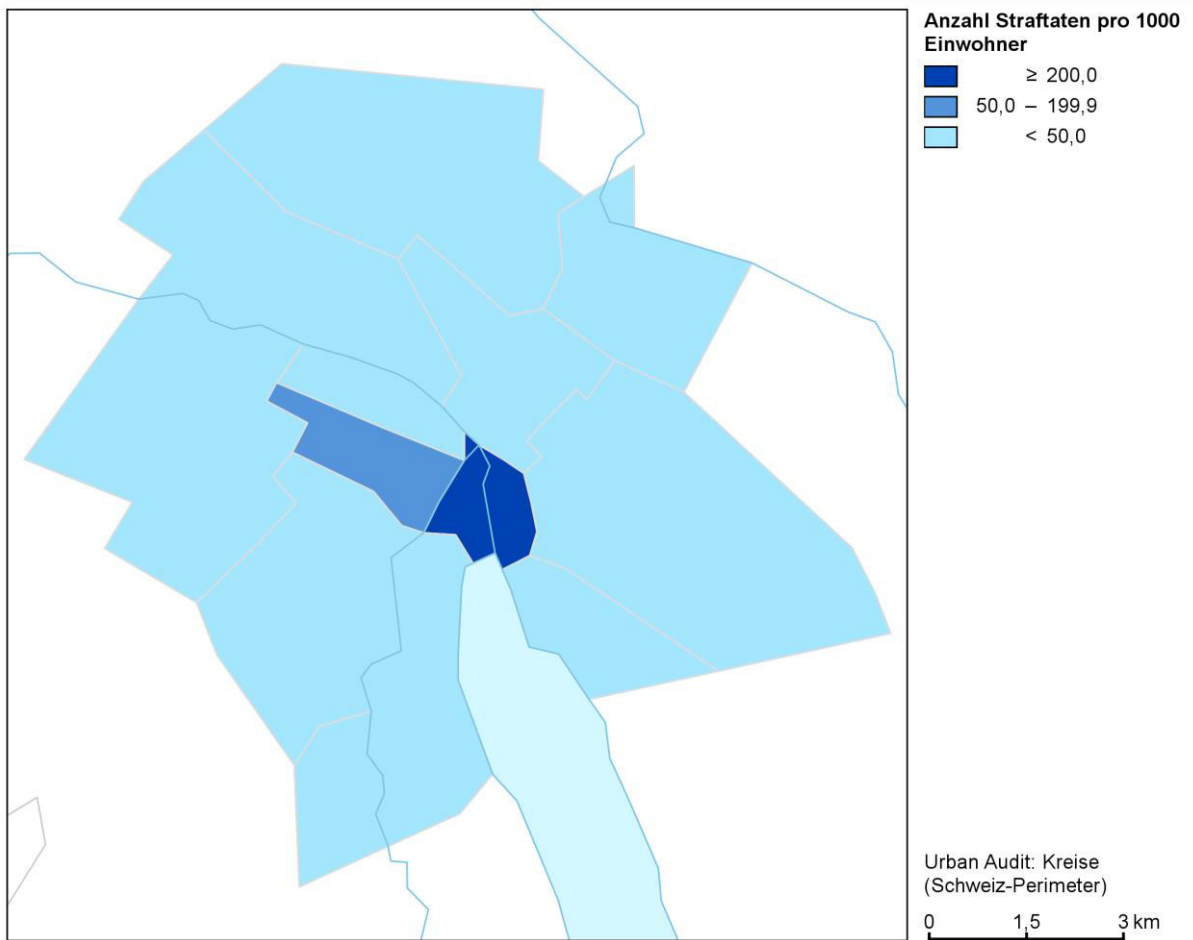 Anzahl Straftaten pro 1000
Einwohner
≥ 200,0
50,0 – 199,9
< 50,0
Urban Audit: Kreise
(Schweiz-Perimeter)
0 1,5 3 km